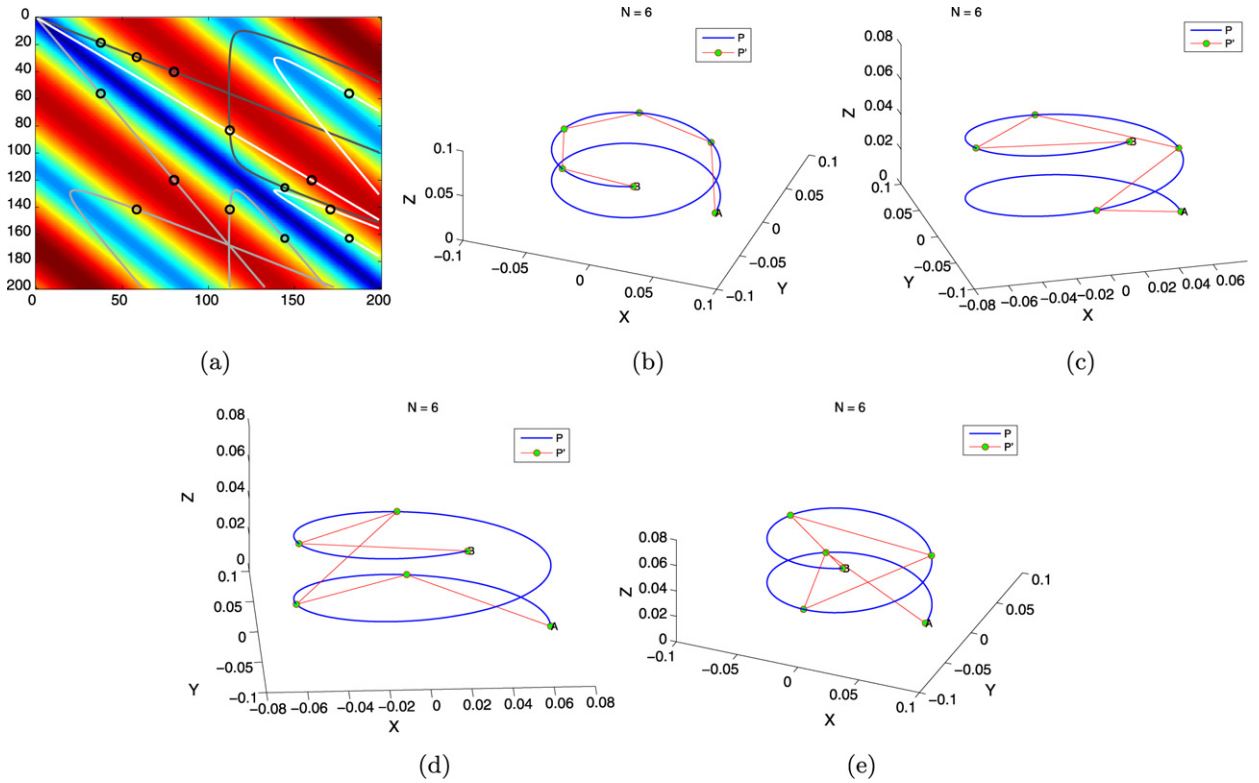 0
20
40
60
80
100
120
140
160
180
200
0 50 100 150 200
(a)
N = 6
P
P'
Z
0.1
0.05
0
−0.1
−0.05
0
0.05
0.1
X
−0.1
−0.05
0
0.05
0.1
Y
A
B
(b)
N = 6
P
P'
Z
0.08
0.06
0.04
0.02
0
0.1
0.05
0
−0.05
−0.1
Y
−0.08 −0.06 −0.04 −0.02 0 0.02 0.04 0.06
X
A
B
(c)
N = 6
P
P'
Z
0.08
0.06
0.04
0.02
0
0.1
0.05
0
−0.05
−0.1
Y
−0.08 −0.06 −0.04 −0.02 0 0.02 0.04 0.06 0.08
X
A
B
(d)
N = 6
P
P'
Z
0.08
0.06
0.04
0.02
0
−0.1
−0.05
0
0.05
0.1
X
−0.1
−0.05
0
0.05
0.1
Y
A
B
(e)